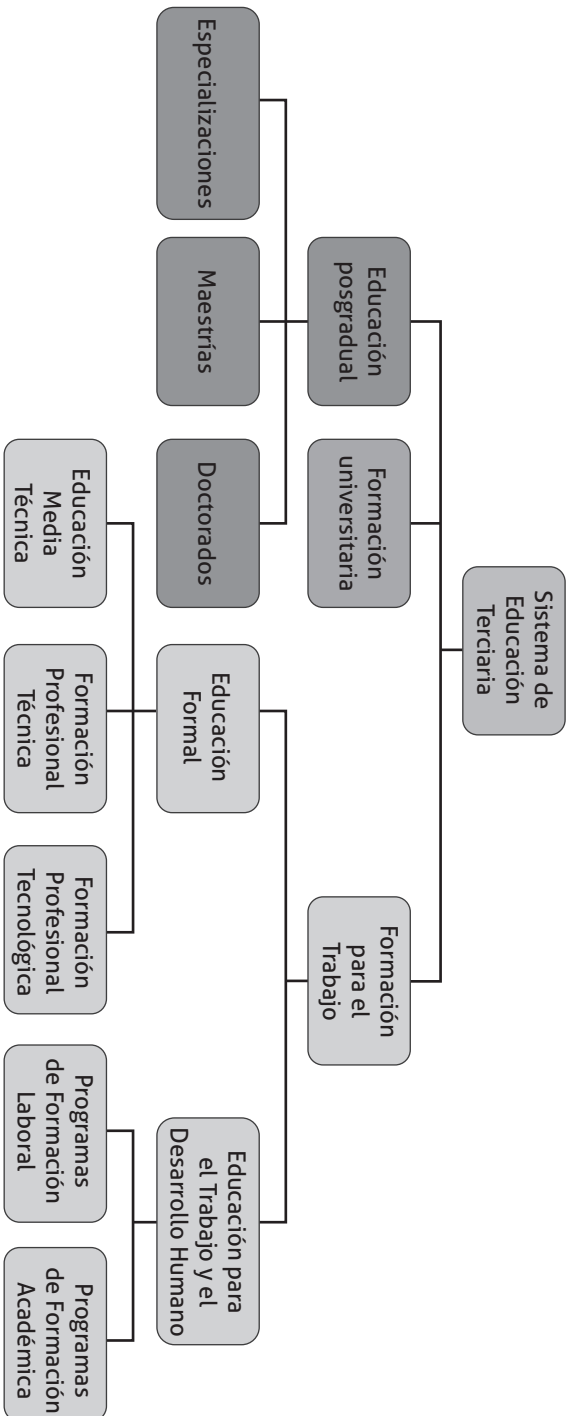 Sistema de
Educación
Terciaria
Educación
posgradual
Formación
universitaria
Formación
para el
Trabajo
Especializaciones
Maestrías
Doctorados
Educación
Formal
Educación para
el Trabajo y el
Desarrollo Humano
Educación
Media
Técnica
Formación
Profesional
Técnica
Formación
Profesional
Tecnológica
Programas
de Formación
Laboral
Programas
de Formación
Académica